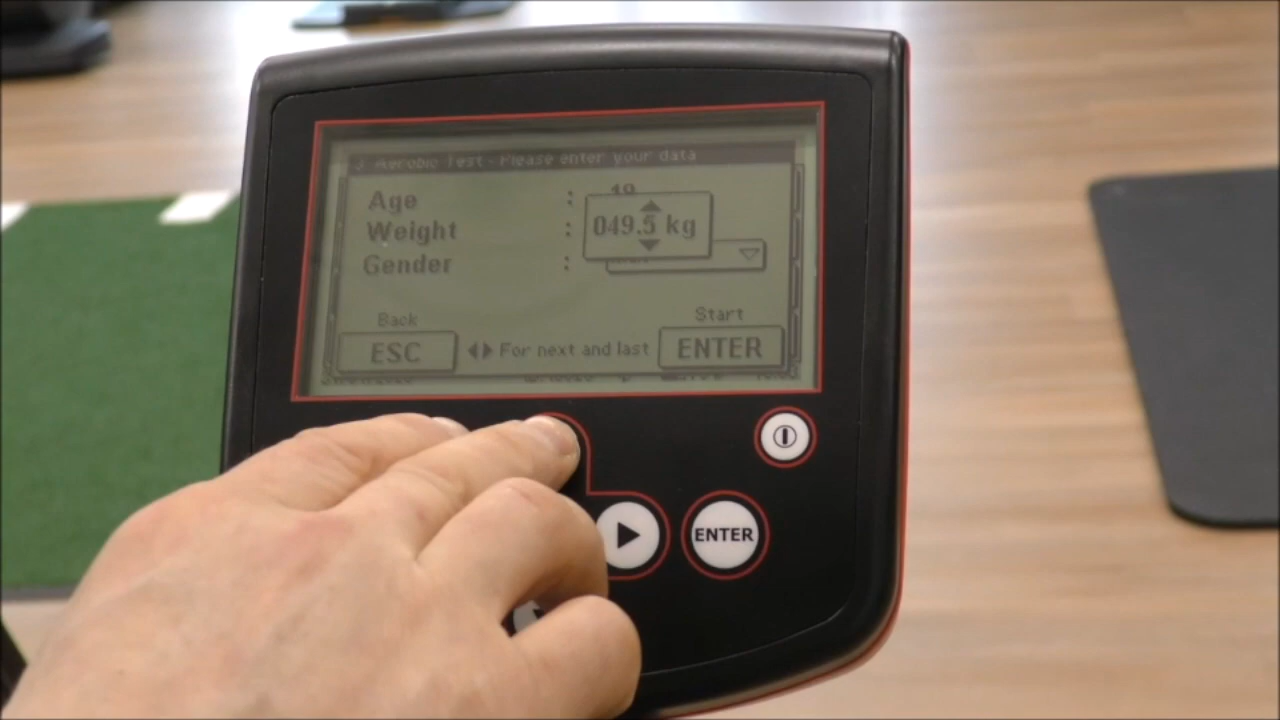 Aerobic Test - Please enter your data
Age : 49
Weight : 049.5 kg
Gender :
Back
Start
ESC
For next and last
ENTER
ENTER